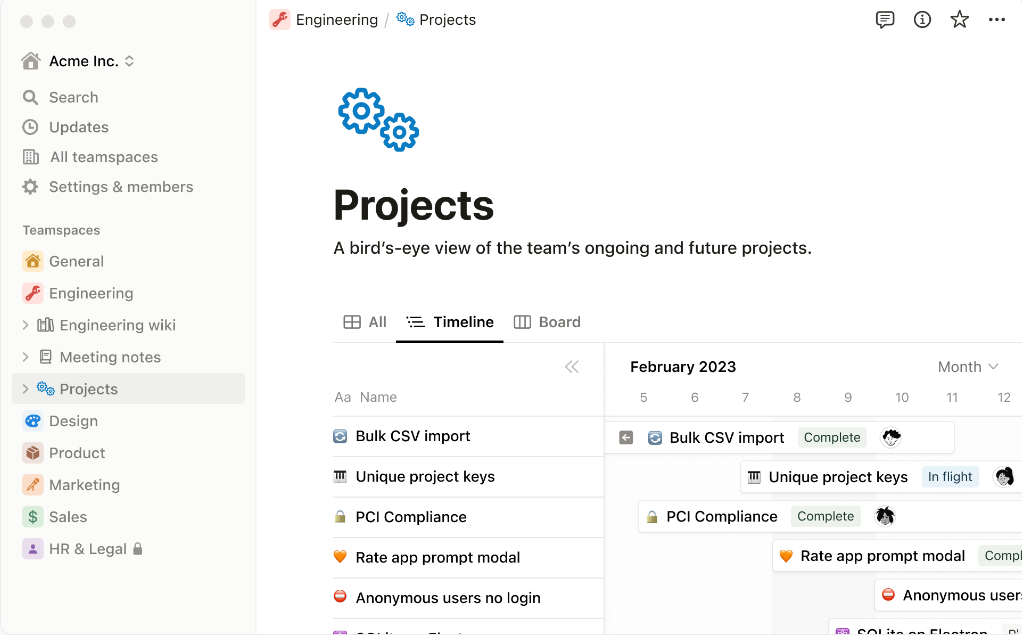 Engineering / Projects
Acme Inc.
Search
Updates
All teamspaces
Settings & members
Teamspaces
General
Engineering
Engineering wiki
Meeting notes
Projects
Design
Product
Marketing
$ Sales
HR & Legal
Projects
A bird’s-eye view of the team’s ongoing and future projects.
All Timeline Board
February 2023 Month
Aa Name
5 6 7 8 9 10 11 12
Bulk CSV import
Bulk CSV import Complete
Unique project keys
Unique project keys In flight
PCI Compliance
PCI Compliance Complete
Rate app prompt modal
Rate app prompt modal Compl
Anonymous users no login
Anonymous users
SQLite on Electron